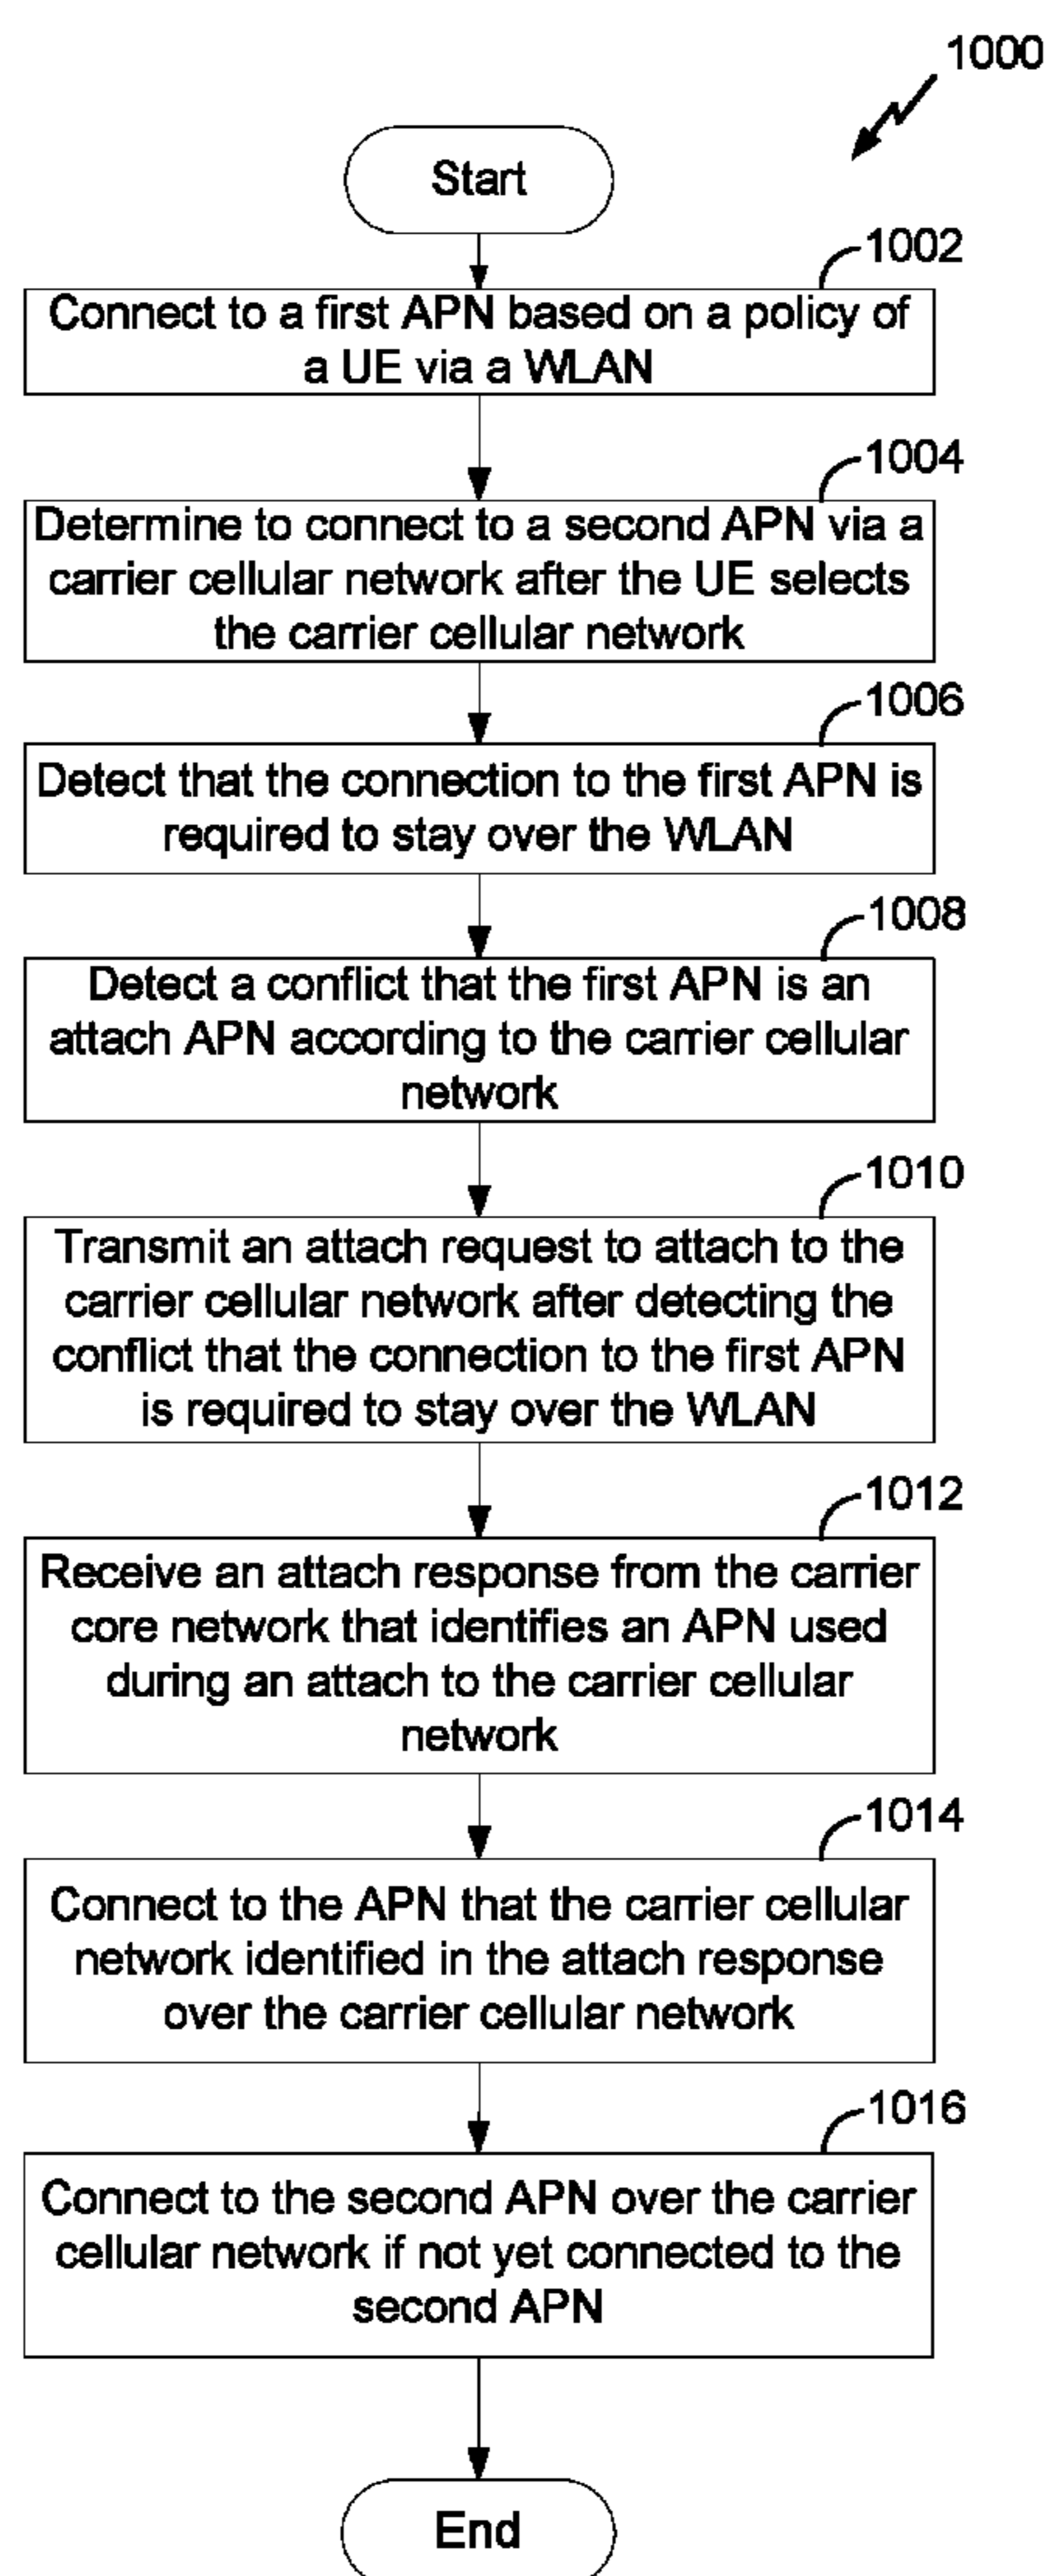 1000
Start
1002
Connect to a first APN based on a policy of
a UE via a WLAN
1004
Determine to connect to a second APN via a
carrier cellular network after the UE selects
the carrier cellular network
1006
Detect that the connection to the first APN is
required to stay over the WLAN
1008
Detect a conflict that the first APN is an
attach APN according to the carrier cellular
network
1010
Transmit an attach request to attach to the
carrier cellular network after detecting the
conflict that the connection to the first APN
is required to stay over the WLAN
1012
Receive an attach response from the carrier
core network that identifies an APN used
during an attach to the carrier cellular
network
1014
Connect to the APN that the carrier cellular
network identified in the attach response
over the carrier cellular network
1016
Connect to the second APN over the carrier
cellular network if not yet connected to the
second APN
End